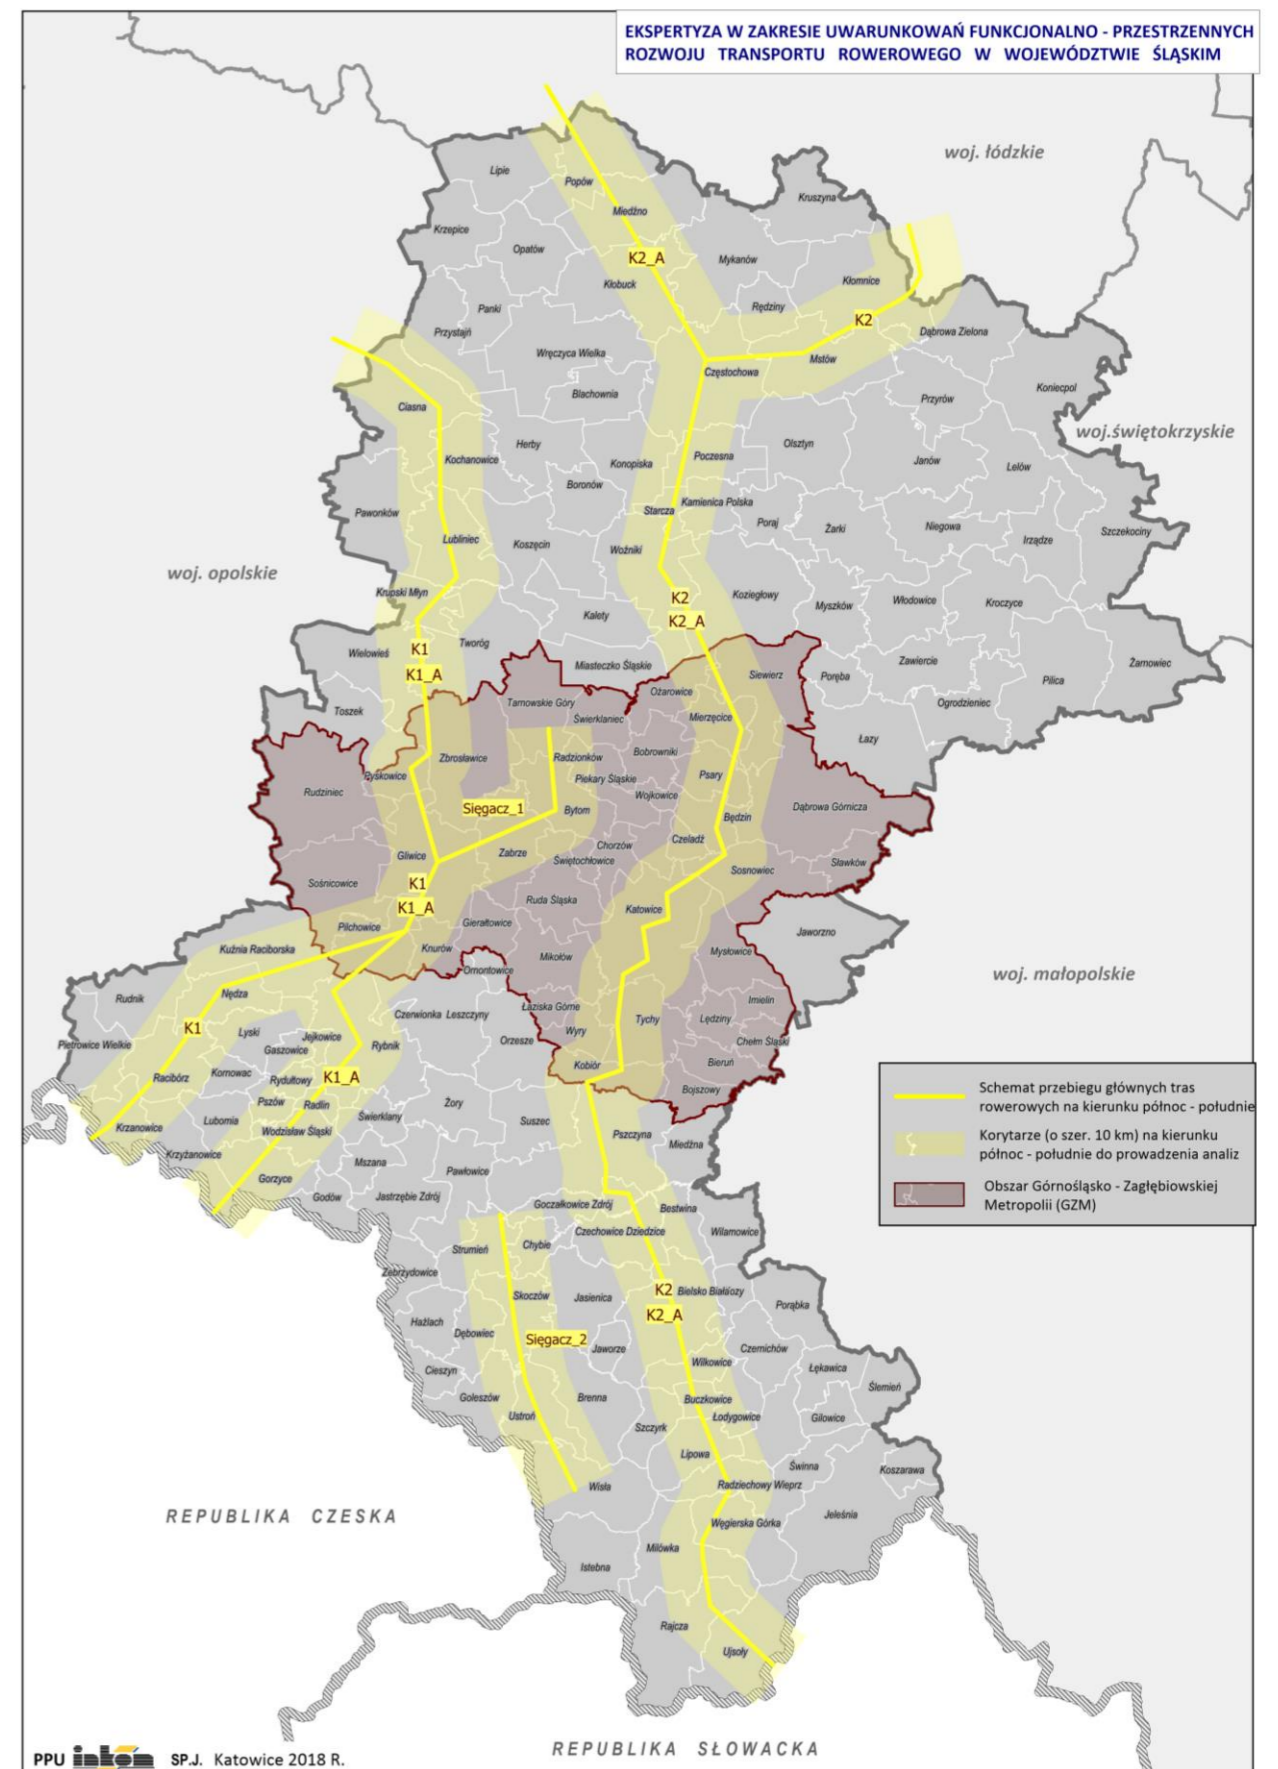 EKSPERTYZA W ZAKRESIE UWARUNKOWAŃ FUNKCJONALNO - PRZESTRZENNYCH
ROZWOJU TRANSPORTU ROWEROWEGO W WOJEWÓDZTWIE ŚLĄSKIM
woj. łódzkie
Lipie
Popów
Kruszyna
Miedźno
Krzepice
Opatów
K2_A
Mykanów
Kłobuck
Kłomnice
Panki
Rędziny
K2
Przystajń
Dąbrowa Zielona
Wręczyca Wielka
Mstów
Częstochowa
Blachownia
Koniecpol
Przyrów
Ciasna
woj.świętokrzyskie
Herby
Olsztyn
Kochanowice
Konopiska
Poczesna
Janów
Lelów
Boronów
Kamienica Polska
Pawonków
Starcza
Poraj
Żarki
Niegowa
Szczekociny
Lubliniec
Koszęcin
Woźniki
Irządze
woj. opolskie
Krupski Młyn
K2
Koziegłowy
Myszków
Włodowice
Kroczyce
Kalety
K2_A
Tworóg
K1
Wielowieś
Miasteczko Śląskie
Zawiercie
Żarnowiec
K1_A
Siewierz
Poręba
Pilica
Ożarowice
Tarnowskie Góry
Ogrodzieniec
Toszek
Świerklaniec
Mierzęcice
Łazy
Bobrowniki
Zbrosławice
Radzionków
Pyskowice
Piekary Śląskie
Psary
Rudziniec
Wojkowice
Sięgacz_1
Bytom
Dąbrowa Górnicza
Będzin
Czeladź
Chorzów
Gliwice
Zabrze
Świętochłowice
Sławków
Sosnowiec
K1
Sośnicowice
Ruda Śląska
K1_A
Katowice
Gierałtowice
Pilchowice
Jaworzno
Kuźnia Raciborska
Knurów
Mikołów
Mysłowice
Ornontowice
woj. małopolskie
Nędza
Rudnik
Imielin
Łaziska Górne
Czerwionka Leszczyny
Tychy
Lędziny
K1
Lyski
Jejkowice
Wyry
Orzesze
Chełm Śląski
Pietrowice Wielkie
Gaszowice
Rybnik
Bieruń
Kobiór
Kornowac
Racibórz
Rydułtowy
K1_A
Bojszowy
Pszów
Radlin
Żory
Lubomia
Świerklany
Suszec
Krzanowice
Wodzisław Śląski
Pszczyna
Miedźna
Krzyżanowice
Mszana
Pawłowice
Gorzyce
Godów
Jastrzębie Zdrój
Goczałkowice Zdrój
Bestwina
Schemat przebiegu głównych tras
rowerowych na kierunku północ - południe
Korytarze (o szer. 10 km) na kierunku
północ - południe do prowadzenia analiz
Obszar Górnośląsko - Zagłębiowskiej
Metropolii (GZM)
Czechowice Dziedzice
Wilamowice
Strumień
Chybie
Zebrzydowice
K2
Bielsko Biała
Skoczów
Jasienica
Porąbka
K2_A
Hażlach
Dębowiec
Sięgacz_2
Jaworze
Czernichów
Wilkowice
Łękawica
Cieszyn
Ślemień
Goleszów
Brenna
Buczkowice
Ustroń
Łodygowice
Gilowice
Szczyrk
Lipowa
Świnna
Koszarawa
Wisła
Radziechowy Wieprz
REPUBLIKA CZESKA
Jeleśnia
Węgierska Górka
Milówka
Istebna
Rajcza
Ujsoły
REPUBLIKA SŁOWACKA
PPU inkom SP.J. Katowice 2018 R.